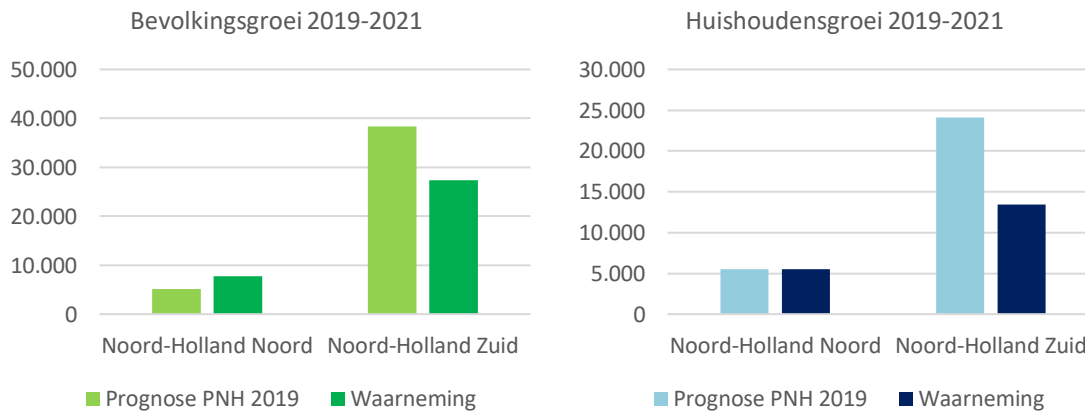 Bevolkingsgroei 2019-2021
50.000
40.000
30.000
20.000
10.000
0
Noord-Holland Noord Noord-Holland Zuid
Prognose PNH 2019 Waarneming
Huishoudensgroei 2019-2021
30.000
25.000
20.000
15.000
10.000
5.000
0
Noord-Holland Noord Noord-Holland Zuid
Prognose PNH 2019 Waarneming